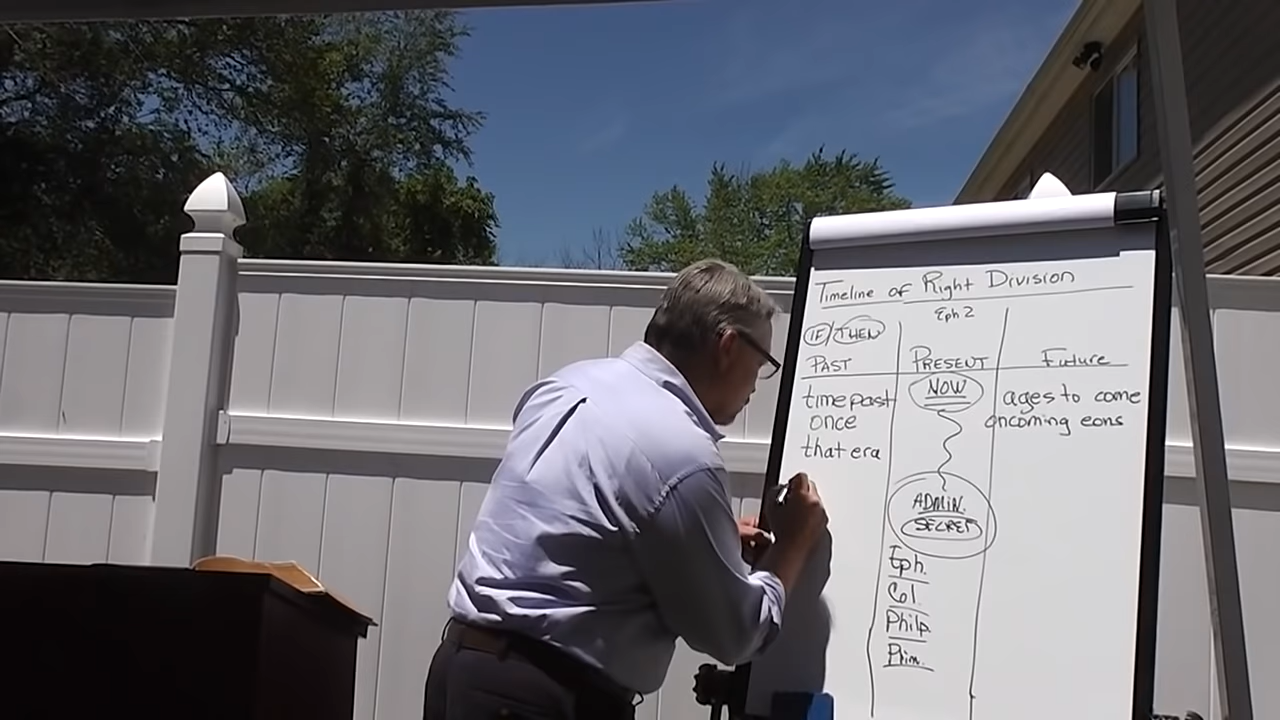 Timeline of Right Division
Eph 2
IF/THEN
PAST PRESENT Future
time past NOW ages to come
once oncoming eons
that era
ADMIN.
SECRET
Eph.
Col.
Philp.
Phlm.